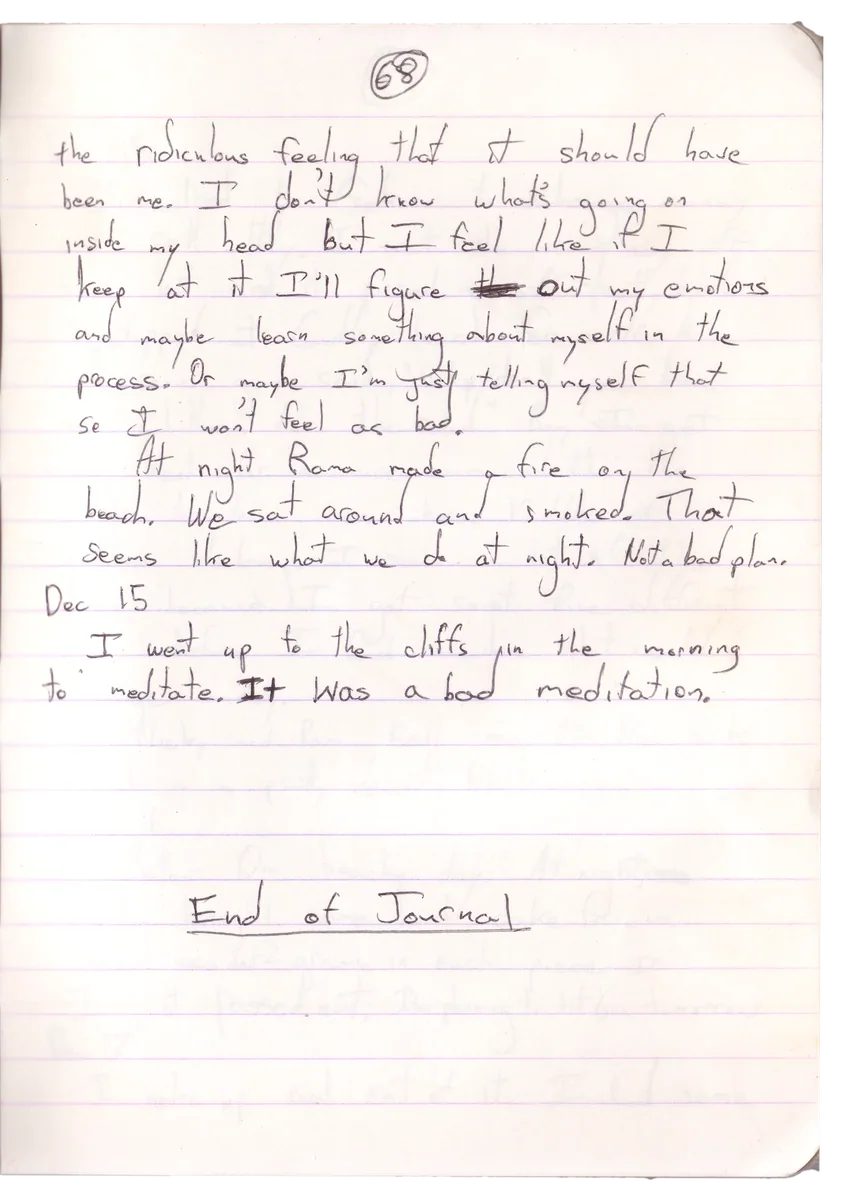 68
the ridiculous feeling that it should have
been me. I don't know what's going on
inside my head but I feel like if I
keep at it I'll figure out my emotions
and maybe learn something about myself in the
process. Or maybe I'm just telling myself that
so I won't feel as bad.
At night Rama made a fire on the
beach. We sat around and smoked. That
seems like what we do at night. Not a bad plan.
Dec 15
I went up to the cliffs in the morning
to meditate. It was a bad meditation.
End of Journal